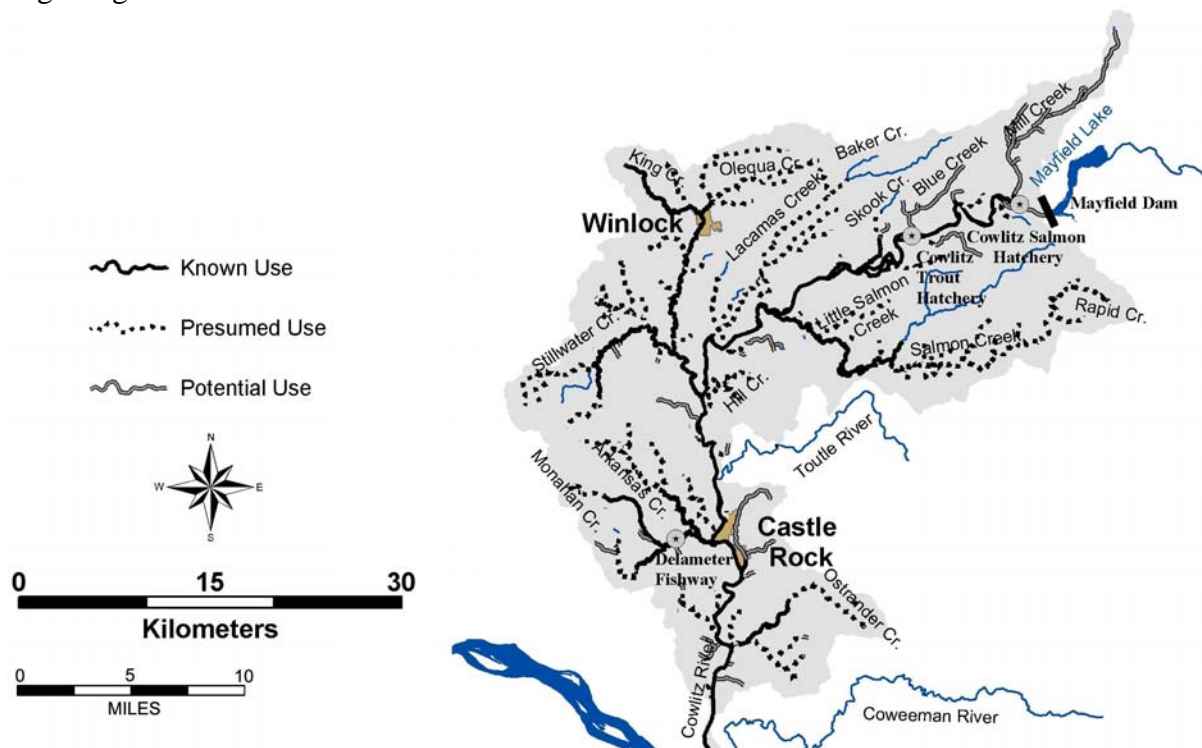 Known Use
Presumed Use
Potential Use
N
W E
S
0 15 30
Kilometers
0 5 10
MILES
Mill Creek
Mayfield Lake
Mayfield Dam
Baker Cr.
Olequa Cr.
King Cr.
Blue Creek
Skook Cr.
Lacamas Creek
Winlock
Cowlitz Salmon
Hatchery
Cowlitz
Trout
Hatchery
Little Salmon
Creek
Rapid Cr.
Salmon Creek
Stillwater Cr.
Hill Cr.
Toutle River
Arkansas Cr.
Monahan Cr.
Castle
Rock
Delameter
Fishway
Ostrander Cr.
Cowlitz River
Coweeman River